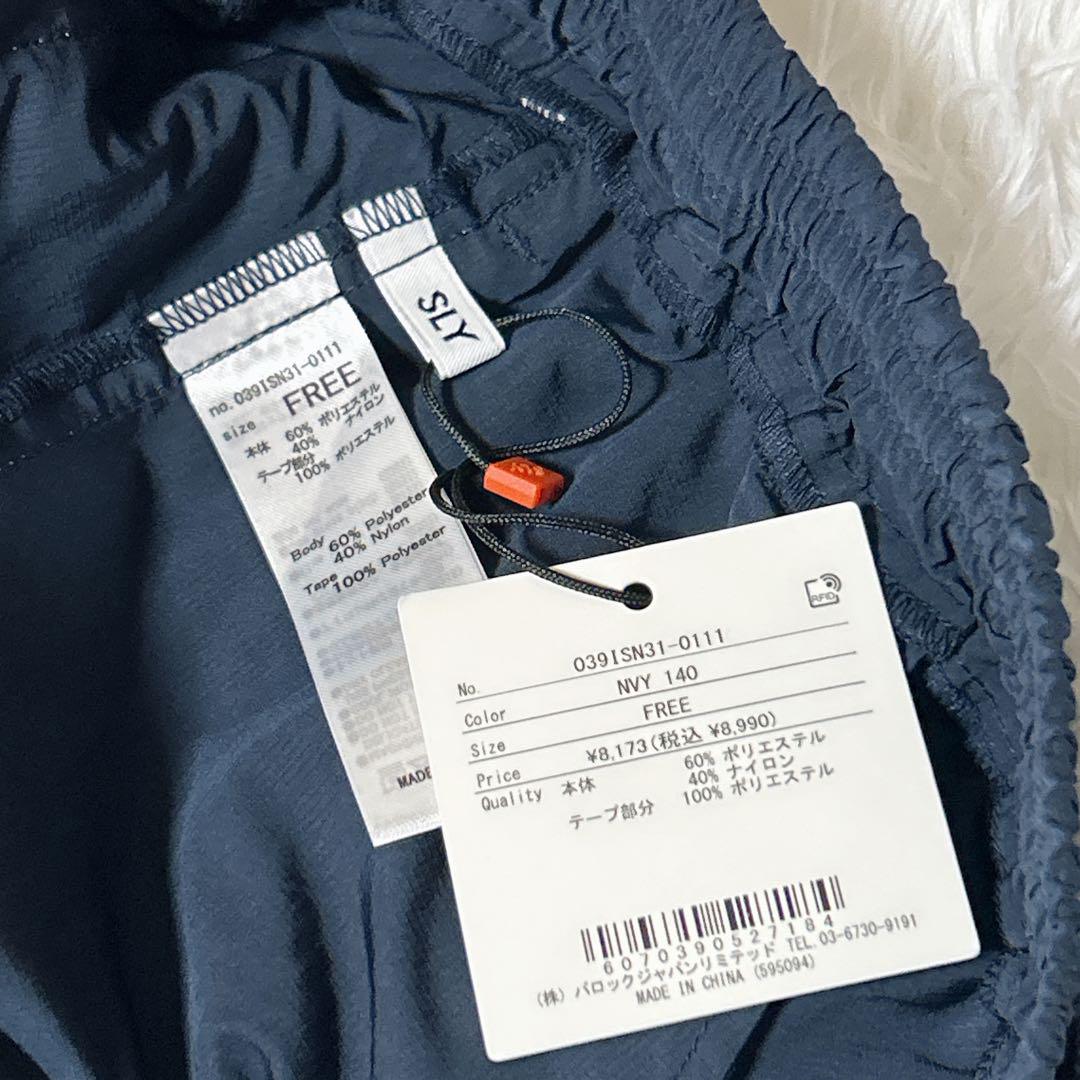 SLY
no. 039ISN31-0111
size FREE
本体 60% ポリエステル
40% ナイロン
テープ部分
100% ポリエステル
Body 60% Polyester
40% Nylon
Tape
100% Polyester
MADE
RFID
No. 039ISN31-0111
Color NVY 140
Size FREE
Price ¥8,173(税込 ¥8,990)
Quality 本体 60% ポリエステル
40% ナイロン
テープ部分 100% ポリエステル
6070390527184
(株) バロックジャパンリミテッド TEL.03-6730-9191
MADE IN CHINA (595094)